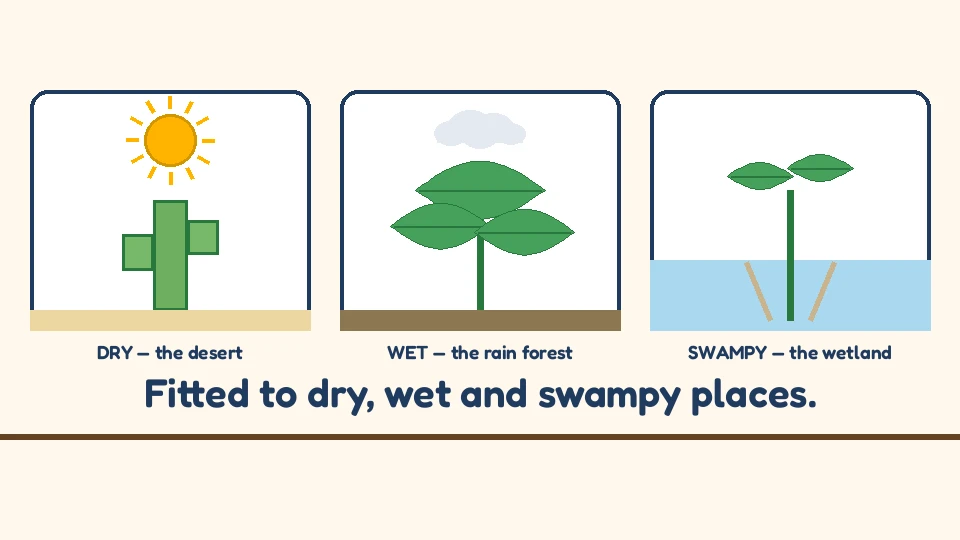 DRY – the desert
WET – the rain forest
SWAMPY – the wetland
Fitted to dry, wet and swampy places.